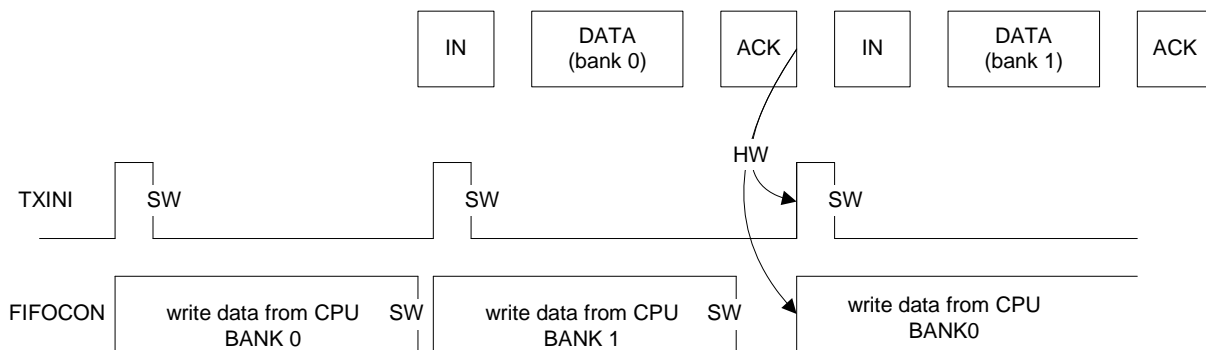 IN
DATA
(bank 0)
ACK
IN
DATA
(bank 1)
ACK
HW
TXINI
SW
SW
SW
FIFOCON
write data from CPU
BANK 0
SW
write data from CPU
BANK 1
SW
write data from CPU
BANK0